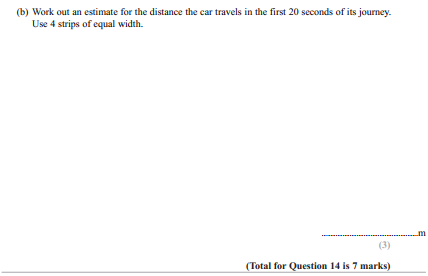 (b) Work out an estimate for the distance the car travels in the first 20 seconds of its journey.
Use 4 strips of equal width.
..............................................m
(3)
(Total for Question 14 is 7 marks)